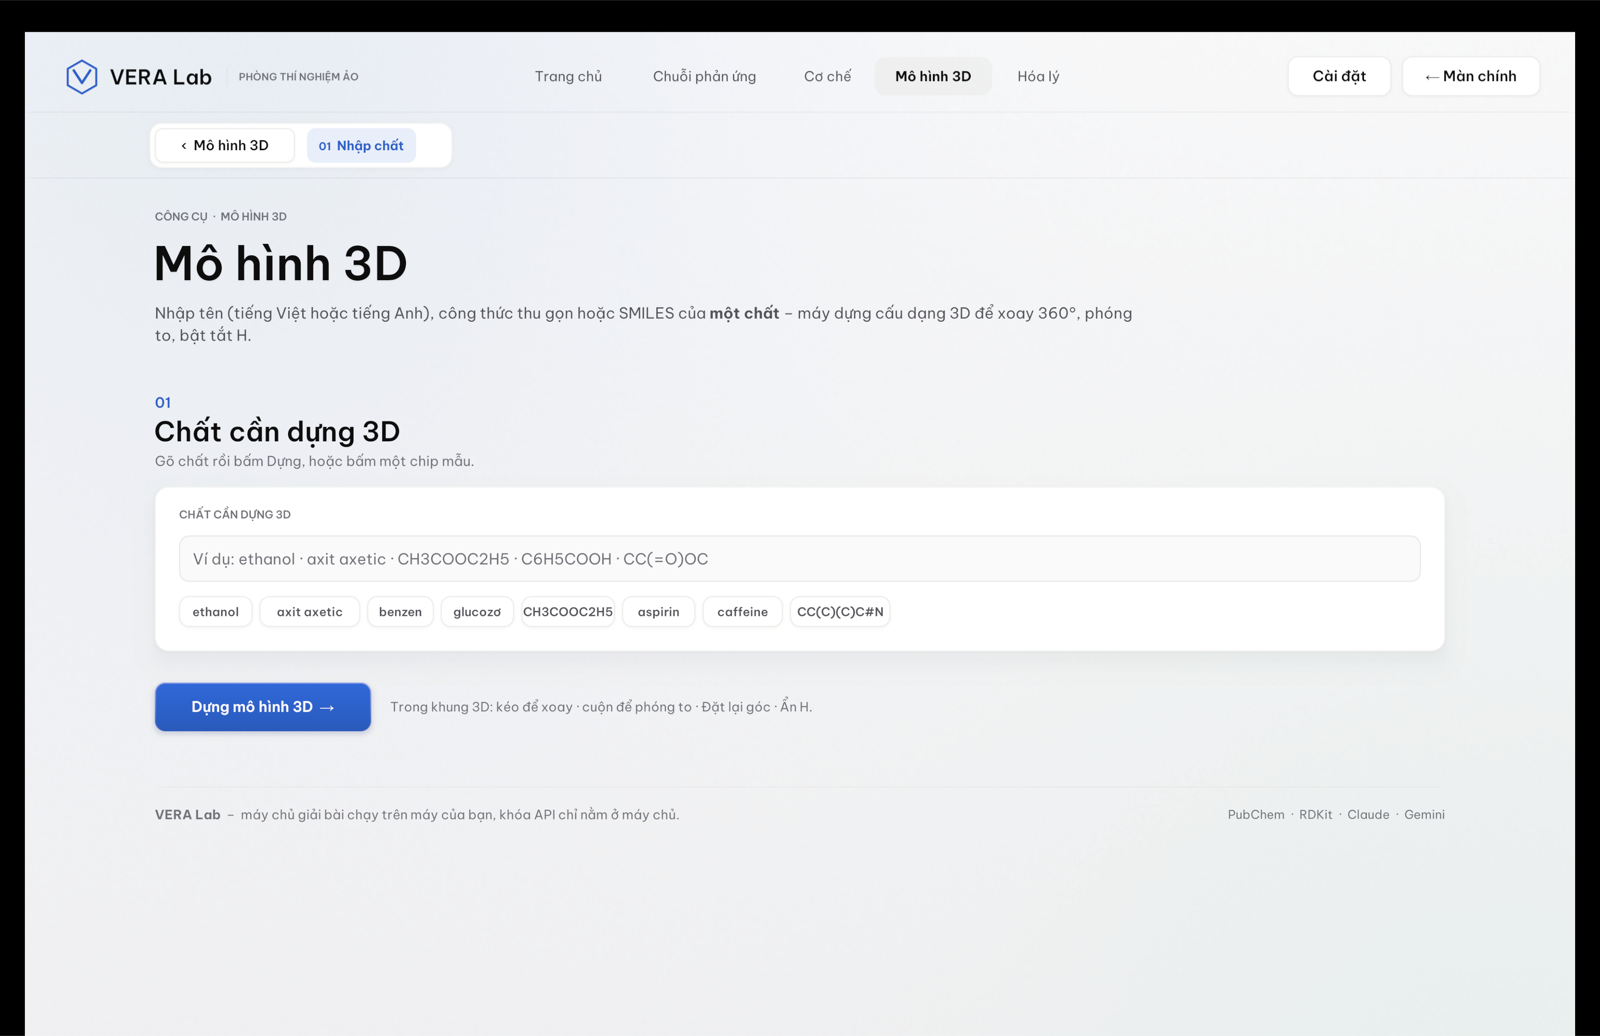 VERA Lab
PHÒNG THÍ NGHIỆM ẢO
Trang chủ
Chuỗi phản ứng
Cơ chế
Mô hình 3D
Hóa lý
Cài đặt
← Màn chính
‹ Mô hình 3D
01 Nhập chất
CÔNG CỤ · MÔ HÌNH 3D
Mô hình 3D
Nhập tên (tiếng Việt hoặc tiếng Anh), công thức thu gọn hoặc SMILES của một chất – máy dựng cấu dạng 3D để xoay 360°, phóng
to, bật tắt H.
01
Chất cần dựng 3D
Gõ chất rồi bấm Dựng, hoặc bấm một chip mẫu.
CHẤT CẦN DỰNG 3D
Ví dụ: ethanol · axit axetic · CH3COOC2H5 · C6H5COOH · CC(=O)OC
ethanol
axit axetic
benzen
glucozơ
CH3COOC2H5
aspirin
caffeine
CC(C)(C)C#N
Dựng mô hình 3D →
Trong khung 3D: kéo để xoay · cuộn để phóng to · Đặt lại góc · Ẩn H.
VERA Lab – máy chủ giải bài chạy trên máy của bạn, khóa API chỉ nằm ở máy chủ.
PubChem · RDKit · Claude · Gemini